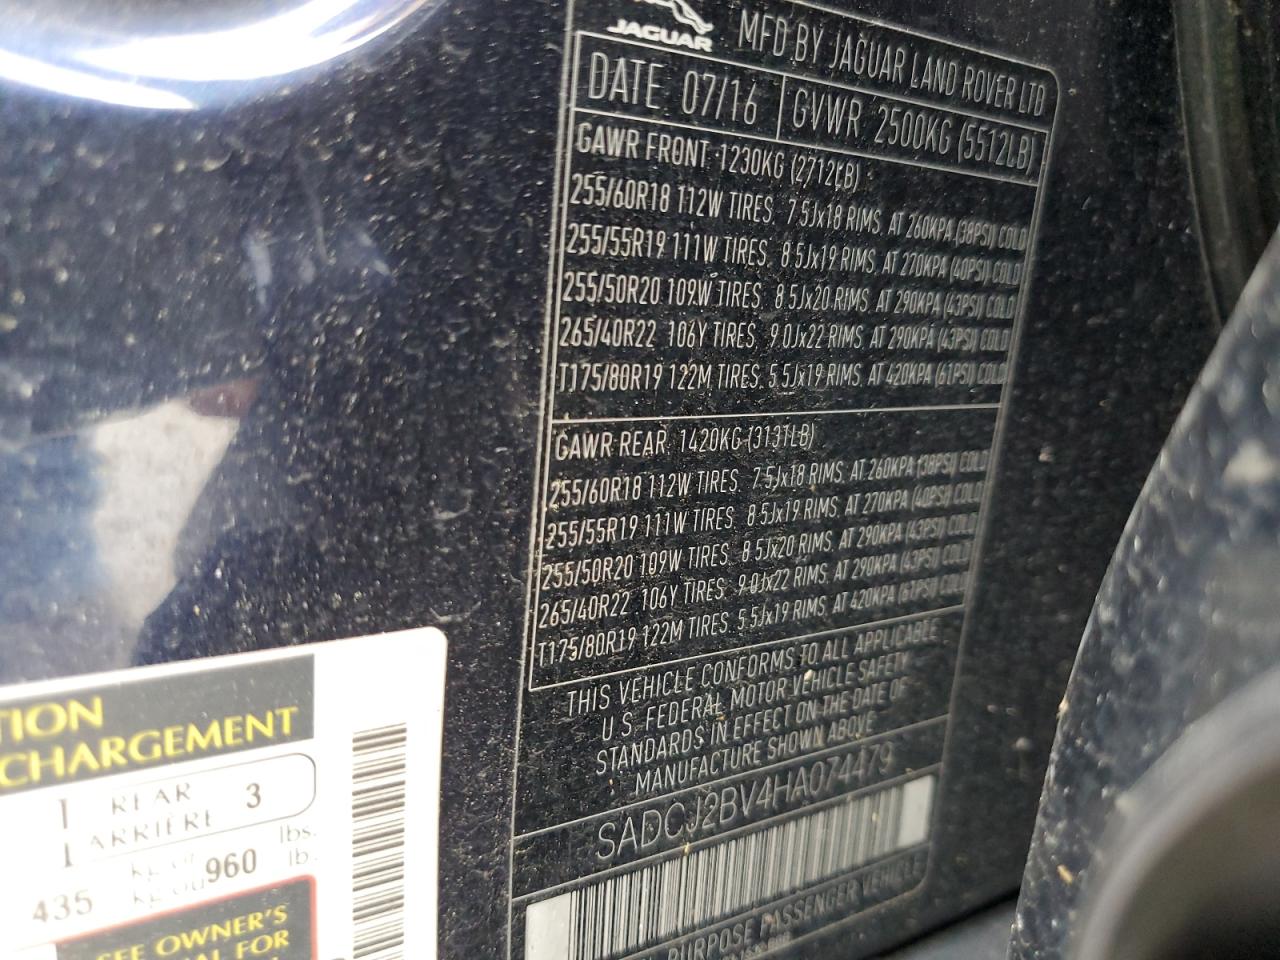 JAGUAR
MFD BY JAGUAR LAND ROVER LTD
DATE 07/16 GVWR 2500KG (5512LB)
GAWR FRONT 1230KG (2712LB)
255/60R18 112W TIRES, 7.5Jx18 RIMS, AT 260KPA (38PSI) COLD
255/55R19 111W TIRES, 8.5Jx19 RIMS, AT 270KPA (40PSI) COLD
255/50R20 109W TIRES, 8.5Jx20 RIMS, AT 290KPA (43PSI) COLD
265/40R22 106Y TIRES, 9.0Jx22 RIMS, AT 290KPA (43PSI) COLD
T175/80R19 122M TIRES, 5.5Jx19 RIMS, AT 420KPA (61PSI) COLD
GAWR REAR 1420KG (3131LB)
255/60R18 112W TIRES, 7.5Jx18 RIMS, AT 260KPA (38PSI) COLD
255/55R19 111W TIRES, 8.5Jx19 RIMS, AT 270KPA (40PSI) COLD
255/50R20 109W TIRES, 8.5Jx20 RIMS, AT 290KPA (43PSI) COLD
265/40R22 106Y TIRES, 9.0Jx22 RIMS, AT 290KPA (43PSI) COLD
T175/80R19 122M TIRES, 5.5Jx19 RIMS, AT 420KPA (61PSI) COLD
THIS VEHICLE CONFORMS TO ALL APPLICABLE
U.S. FEDERAL MOTOR VEHICLE SAFETY
STANDARDS IN EFFECT ON THE DATE OF
MANUFACTURE SHOWN ABOVE
SADCJ2BV4HA074479
PURPOSE PASSENGER VEHICLE
TION
CHARGEMENT
REAR 3
ARRIÈRE
lbs.
435 kg ou 960 lb.
SEE OWNER'S
AL FOR